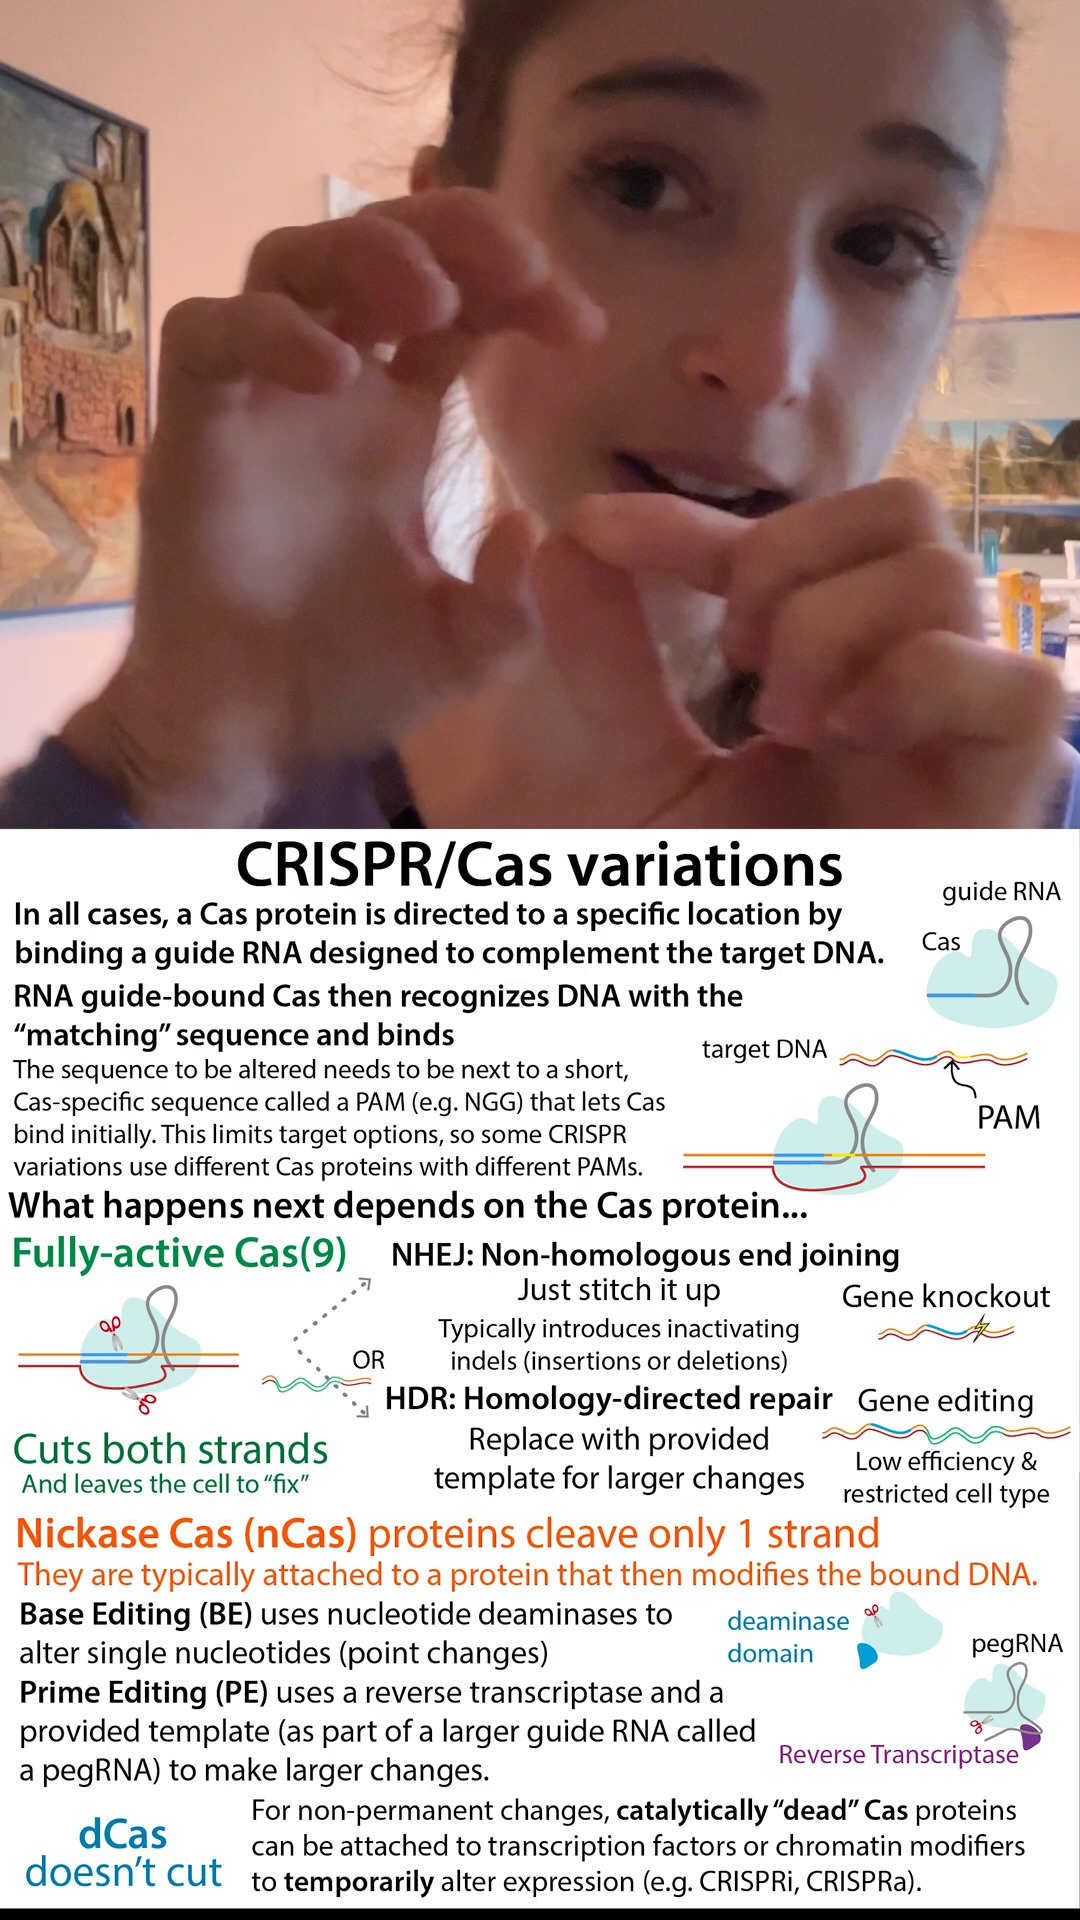 CRISPR/Cas variations
In all cases, a Cas protein is directed to a specific location by
binding a guide RNA designed to complement the target DNA.
guide RNA
Cas
RNA guide-bound Cas then recognizes DNA with the
“matching” sequence and binds
The sequence to be altered needs to be next to a short,
Cas-specific sequence called a PAM (e.g. NGG) that lets Cas
bind initially. This limits target options, so some CRISPR
variations use different Cas proteins with different PAMs.
target DNA
PAM
What happens next depends on the Cas protein...
Fully-active Cas(9)
NHEJ: Non-homologous end joining
Just stitch it up
Typically introduces inactivating
indels (insertions or deletions)
Gene knockout
OR
HDR: Homology-directed repair
Replace with provided
template for larger changes
Gene editing
Low efficiency &
restricted cell type
Cuts both strands
And leaves the cell to “fix”
Nickase Cas (nCas) proteins cleave only 1 strand
They are typically attached to a protein that then modifies the bound DNA.
Base Editing (BE) uses nucleotide deaminases to
alter single nucleotides (point changes)
deaminase
domain
Prime Editing (PE) uses a reverse transcriptase and a
provided template (as part of a larger guide RNA called
a pegRNA) to make larger changes.
pegRNA
Reverse Transcriptase
dCas
doesn’t cut
For non-permanent changes, catalytically “dead” Cas proteins
can be attached to transcription factors or chromatin modifiers
to temporarily alter expression (e.g. CRISPRi, CRISPRa).